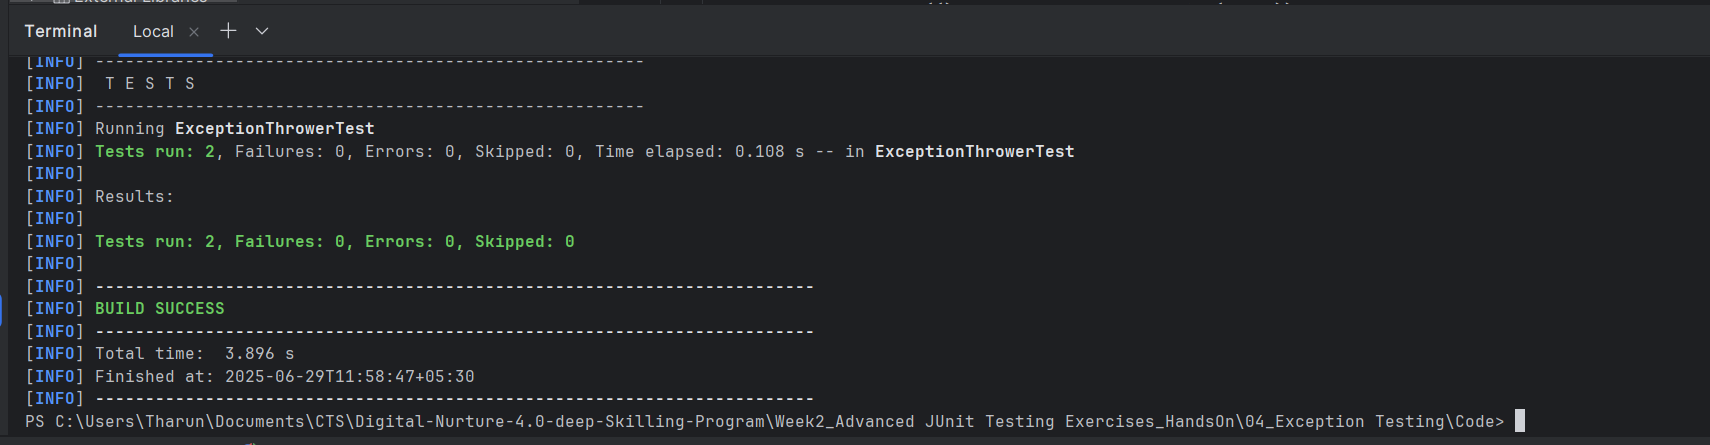 External Libraries
Terminal Local × + 
[INFO] -------------------------------------------------------
[INFO]  T E S T S
[INFO] -------------------------------------------------------
[INFO] Running ExceptionThrowerTest
[INFO] Tests run: 2, Failures: 0, Errors: 0, Skipped: 0, Time elapsed: 0.108 s -- in ExceptionThrowerTest
[INFO]
[INFO] Results:
[INFO]
[INFO] Tests run: 2, Failures: 0, Errors: 0, Skipped: 0
[INFO]
[INFO] ------------------------------------------------------------------------
[INFO] BUILD SUCCESS
[INFO] ------------------------------------------------------------------------
[INFO] Total time:  3.896 s
[INFO] Finished at: 2025-06-29T11:58:47+05:30
[INFO] ------------------------------------------------------------------------
PS C:\Users\Tharun\Documents\CTS\Digital-Nurture-4.0-deep-Skilling-Program\Week2_Advanced JUnit Testing Exercises_HandsOn\04_Exception Testing\Code>